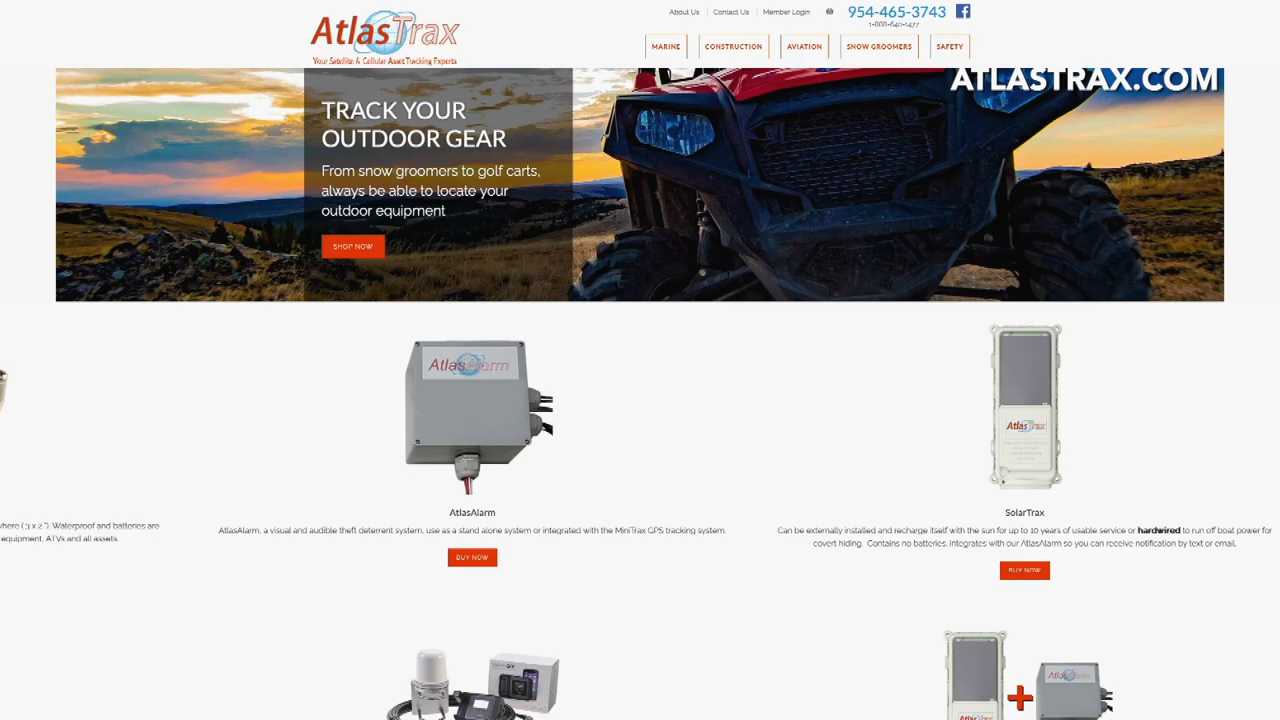 About Us
Contact Us
Member Login
954-465-3743
AtlasTrax
Your Satellite & Cellular Asset Tracking Experts
MARINE
CONSTRUCTION
AVIATION
SNOW GROOMERS
SAFETY
ATLASTRAX.COM
TRACK YOUR
OUTDOOR GEAR
From snow groomers to golf carts,
always be able to locate your
outdoor equipment
SHOP NOW
AtlasAlarm
AtlasTrax
where ( 3 x 2 "). Waterproof and batteries are
equipment, ATVs and all assets.
AtlasAlarm
AtlasAlarm, a visual and audible theft deterrent system, use as a stand alone system or integrated with the MiniTrax GPS tracking system.
BUY NOW
SolarTrax
Can be externally installed and recharge itself with the sun for up to 10 years of usable service or hardwired to run off boat power for
covert hiding. Contains no batteries. Integrates with our AtlasAlarm so you can receive notification by text or email.
BUY NOW
AtlasAlarm
AtlasTrax